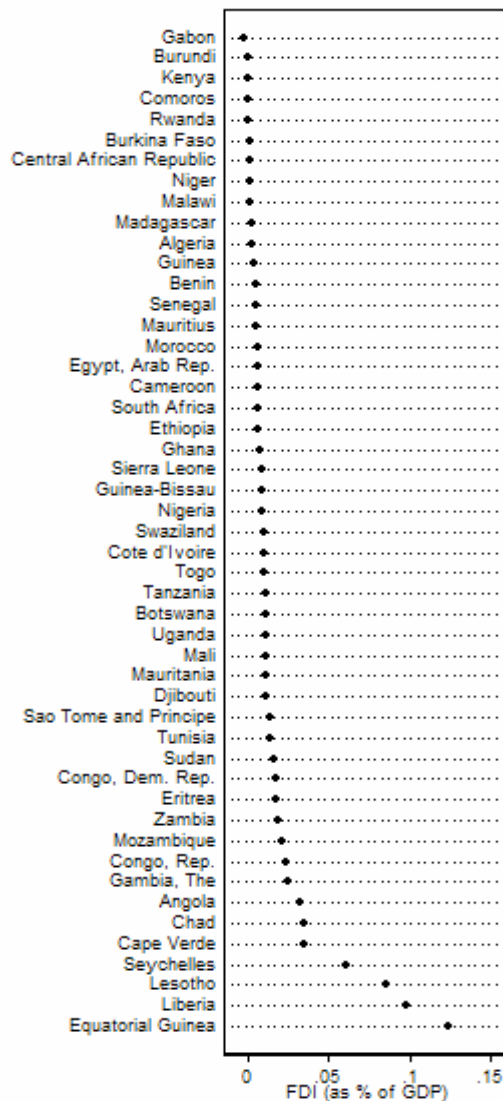 Gabon
Burundi
Kenya
Comoros
Rwanda
Burkina Faso
Central African Republic
Niger
Malawi
Madagascar
Algeria
Guinea
Benin
Senegal
Mauritius
Morocco
Egypt, Arab Rep.
Cameroon
South Africa
Ethiopia
Ghana
Sierra Leone
Guinea-Bissau
Nigeria
Swaziland
Cote d'Ivoire
Togo
Tanzania
Botswana
Uganda
Mali
Mauritania
Djibouti
Sao Tome and Principe
Tunisia
Sudan
Congo, Dem. Rep.
Eritrea
Zambia
Mozambique
Congo, Rep.
Gambia, The
Angola
Chad
Cape Verde
Seychelles
Lesotho
Liberia
Equatorial Guinea
0 .05 .1 .15
FDI (as % of GDP)